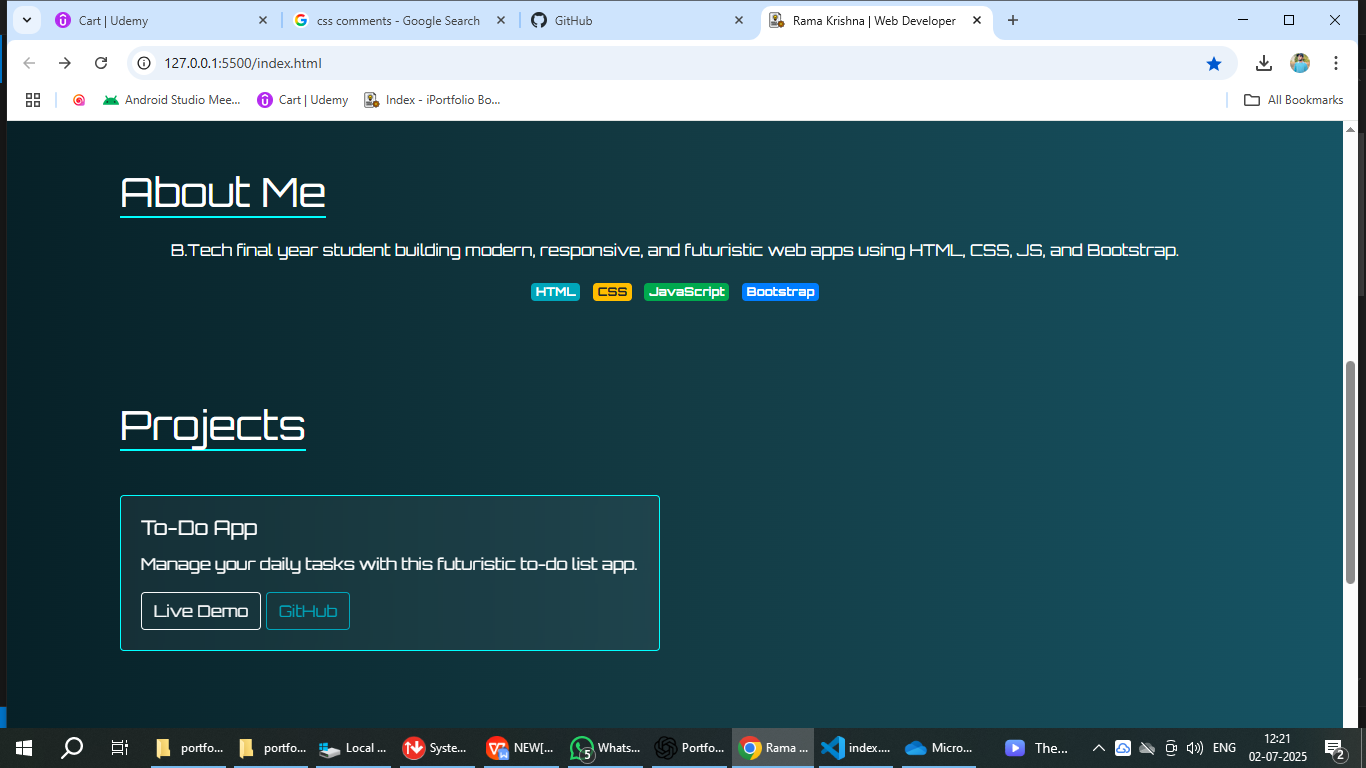 Cart | Udemy
css comments - Google Search
GitHub
Rama Krishna | Web Developer
127.0.0.1:5500/index.html
Android Studio Mee...
Cart | Udemy
Index - iPortfolio Bo...
All Bookmarks
About Me
B.Tech final year student building modern, responsive, and futuristic web apps using HTML, CSS, JS, and Bootstrap.
HTML CSS JavaScript Bootstrap
Projects
To-Do App
Manage your daily tasks with this futuristic to-do list app.
Live Demo GitHub
portfo...
portfo...
Local ...
Syste...
NEW[...
Whats...
5
Portfo...
Rama ...
index....
Micro...
The...
ENG
12:21
02-07-2025
2